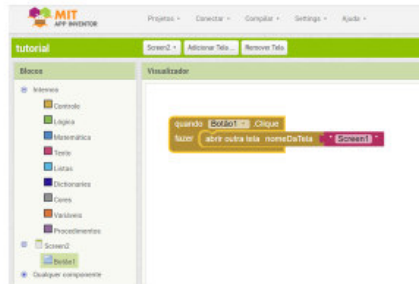 MIT
APP INVENTOR
Projetos
Conectar
Compilar
Settings
Ajuda
tutorial
Screen2
Adicionar Tela...
Remover Tela
Blocos
Visualizador
Internos
Controle
Lógica
Matemática
Texto
Listas
Dictionaries
Cores
Variáveis
Procedimentos
Screen2
Botão1
Qualquer componente
quando Botão1 .Clique
fazer abrir outra tela nomeDaTela " Screen1 "